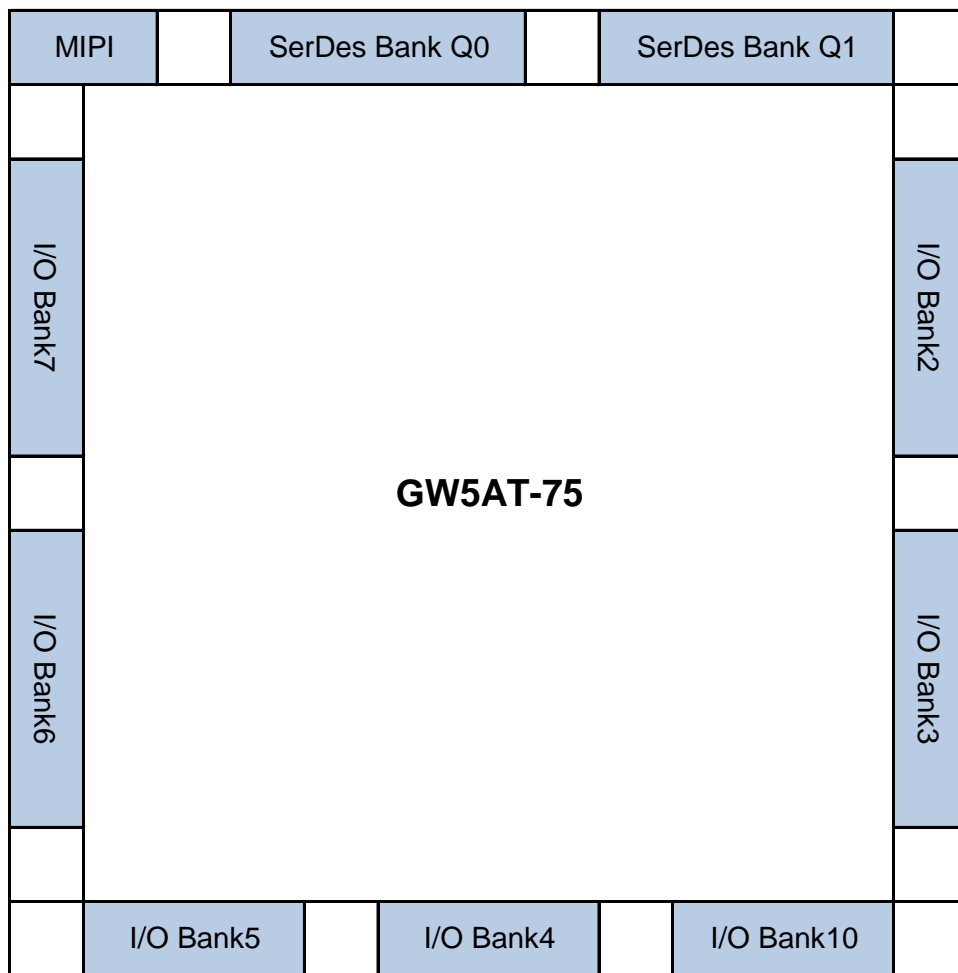 MIPI
SerDes Bank Q0
SerDes Bank Q1
I/O Bank7
I/O Bank2
GW5AT-75
I/O Bank6
I/O Bank3
I/O Bank5
I/O Bank4
I/O Bank10